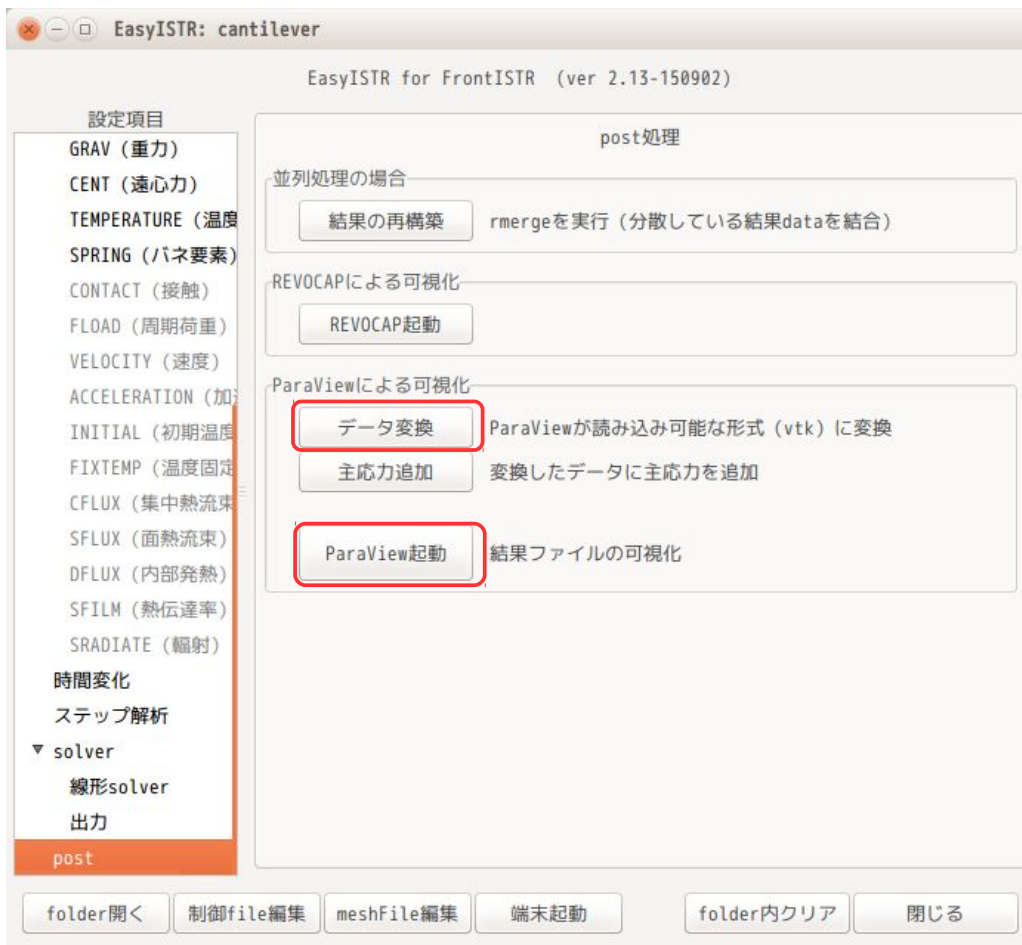 EasyISTR: cantilever
EasyISTR for FrontISTR (ver 2.13-150902)
設定項目
GRAV (重力)
CENT (遠心力)
TEMPERATURE (温度
SPRING (バネ要素)
CONTACT (接触)
FLOAD (周期荷重)
VELOCITY (速度)
ACCELERATION (加
INITIAL (初期温度
FIXTEMP (温度固定
CFLUX (集中熱流束
SFLUX (面熱流束)
DFLUX (内部発熱)
SFILM (熱伝達率)
SRADIATE (輻射)
時間変化
ステップ解析
solver
線形solver
出力
post
post処理
並列処理の場合
結果の再構築 rmergeを実行 (分散している結果dataを結合)
REVOCAPによる可視化
REVOCAP起動
ParaViewによる可視化
データ変換 ParaViewが読み込み可能な形式 (vtk) に変換
主応力追加 変換したデータに主応力を追加
ParaView起動 結果ファイルの可視化
folder開く 制御file編集 meshFile編集 端末起動 folder内クリア 閉じる